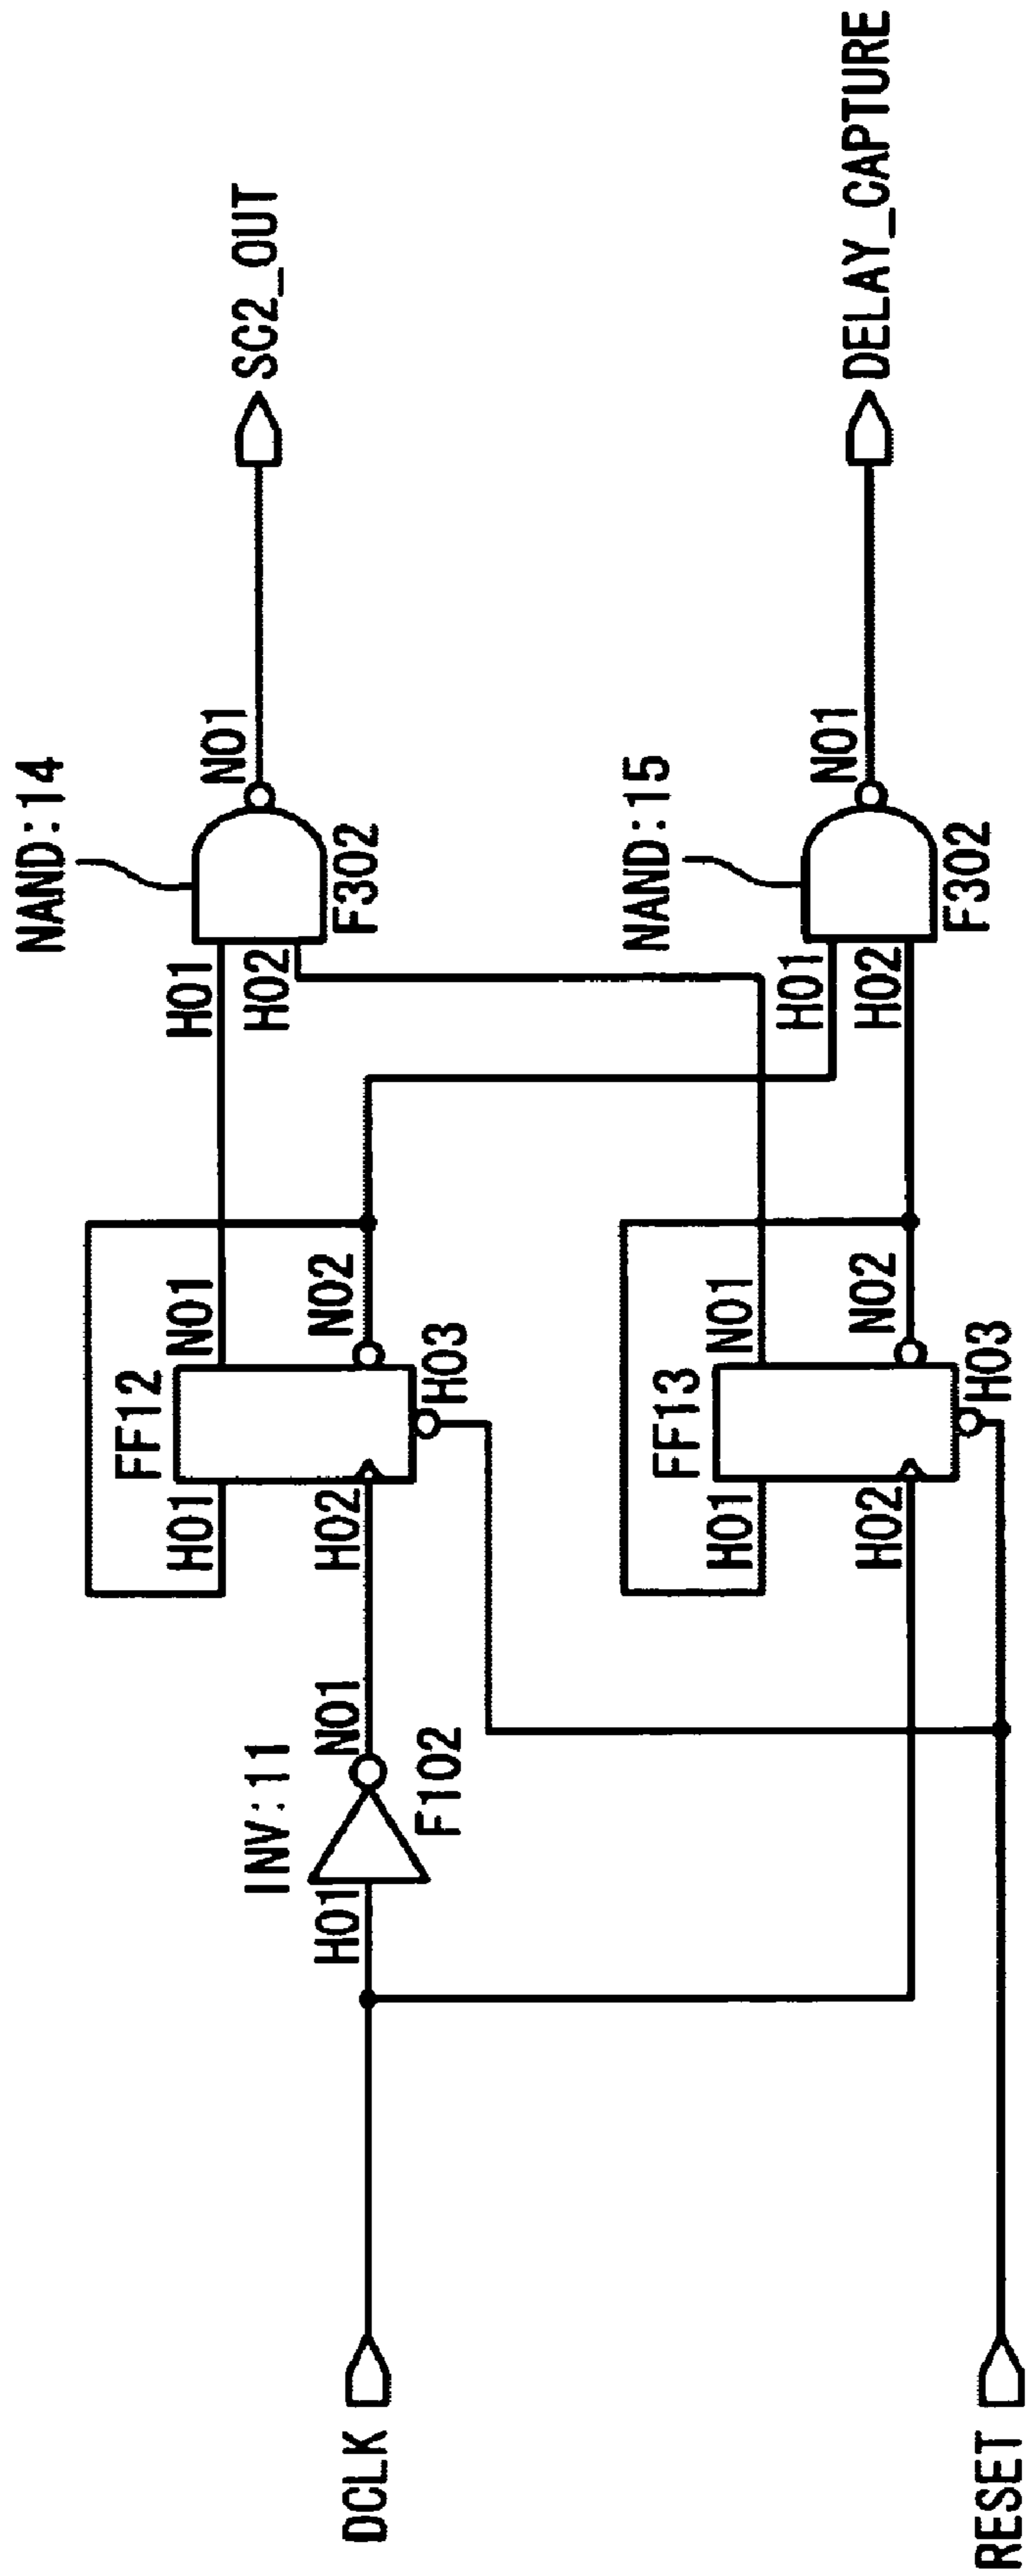 DCLK
RESET
INV:11
H01
N01
F102
FF12
H01
N01
H02
N02
H03
FF13
H01
N01
H02
N02
H03
NAND:14
H01
H02
N01
F302
NAND:15
H01
H02
N01
F302
SC2_OUT
DELAY_CAPTURE